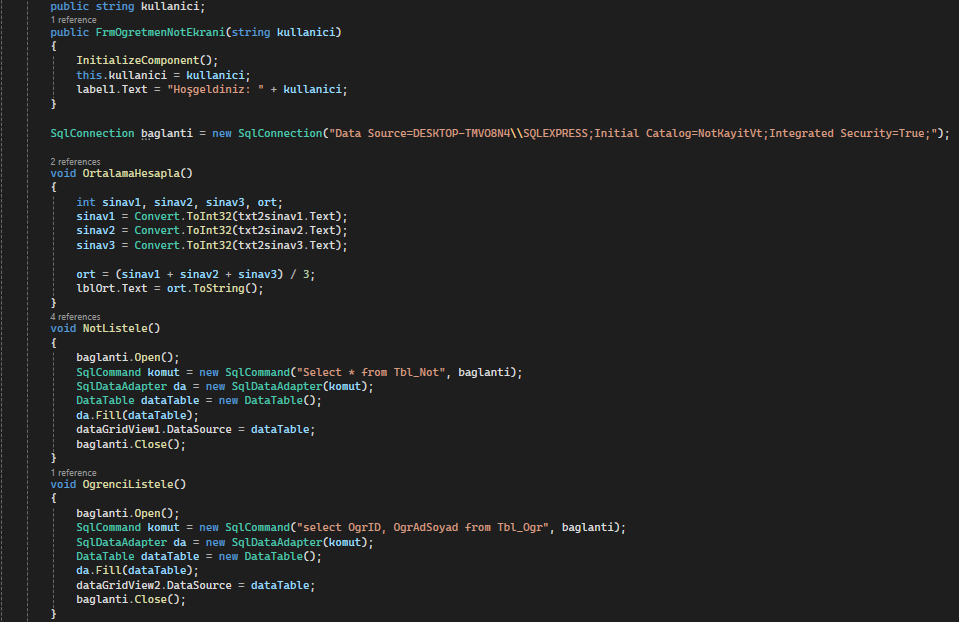 public string kullanici;
1 reference
public FrmOgretmenNotEkrani(string kullanici)
{
InitializeComponent();
this.kullanici = kullanici;
label1.Text = "Hoşgeldiniz: " + kullanici;
}
SqlConnection baglanti = new SqlConnection("Data Source=DESKTOP-TMVO8N4\\SQLEXPRESS;Initial Catalog=NotKayitVt;Integrated Security=True;");
2 references
void OrtalamaHesapla()
{
int sinav1, sinav2, sinav3, ort;
sinav1 = Convert.ToInt32(txt2sinav1.Text);
sinav2 = Convert.ToInt32(txt2sinav2.Text);
sinav3 = Convert.ToInt32(txt2sinav3.Text);
ort = (sinav1 + sinav2 + sinav3) / 3;
lblOrt.Text = ort.ToString();
}
4 references
void NotListele()
{
baglanti.Open();
SqlCommand komut = new SqlCommand("Select * from Tbl_Not", baglanti);
SqlDataAdapter da = new SqlDataAdapter(komut);
DataTable dataTable = new DataTable();
da.Fill(dataTable);
dataGridView1.DataSource = dataTable;
baglanti.Close();
}
1 reference
void OgrenciListele()
{
baglanti.Open();
SqlCommand komut = new SqlCommand("select OgrID, OgrAdSoyad from Tbl_Ogr", baglanti);
SqlDataAdapter da = new SqlDataAdapter(komut);
DataTable dataTable = new DataTable();
da.Fill(dataTable);
dataGridView2.DataSource = dataTable;
baglanti.Close();
}